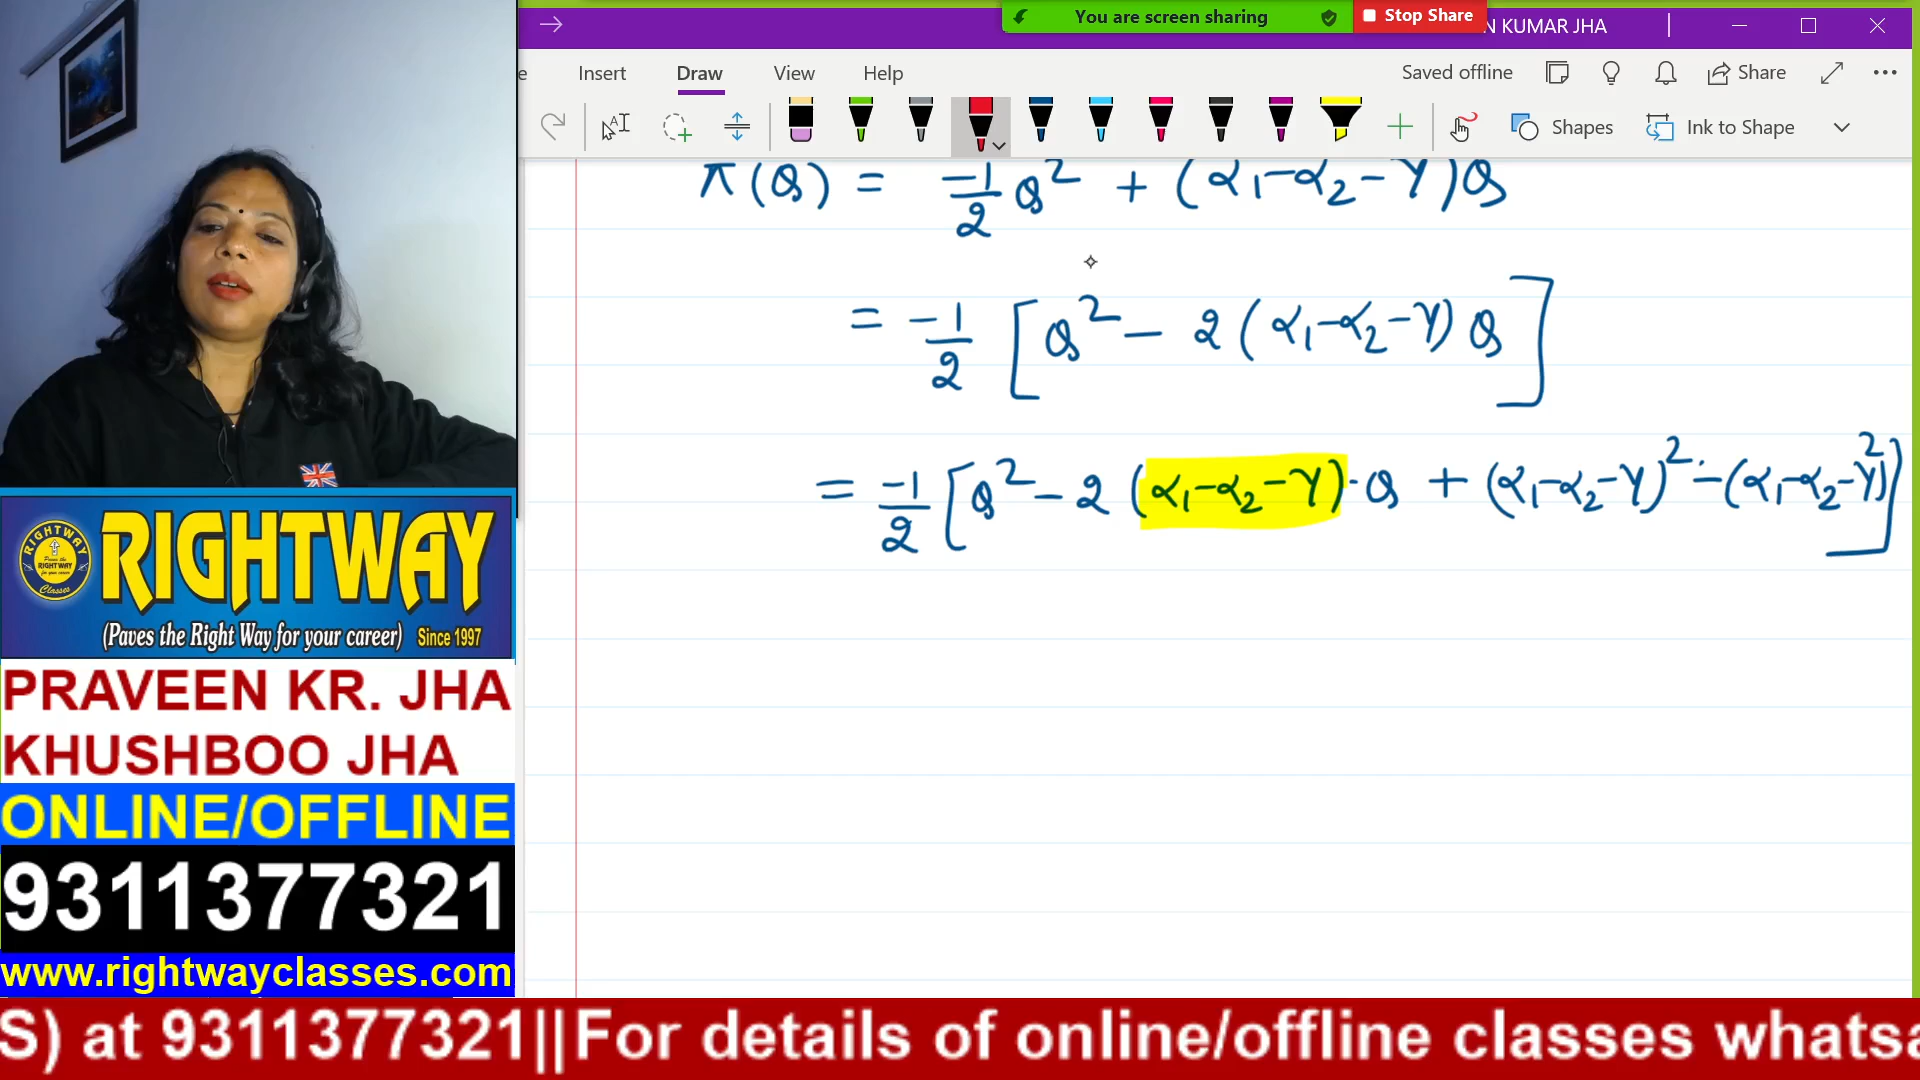 You are screen sharing
Stop Share
N KUMAR JHA
Insert Draw View Help
Saved offline
Share
Shapes
Ink to Shape
π(Q) = -1/2 Q² + (α₁-α₂-γ)Q
= -1/2 [Q² - 2(α₁-α₂-γ)Q]
= -1/2 [Q² - 2(α₁-α₂-γ)·Q + (α₁-α₂-γ)² - (α₁-α₂-γ)²]
RIGHTWAY
Classes
RIGHTWAY
(Paves the Right Way for your career) Since 1997
PRAVEEN KR. JHA
KHUSHBOO JHA
ONLINE/OFFLINE
9311377321
www.rightwayclasses.com
S) at 9311377321||For details of online/offline classes whatsa